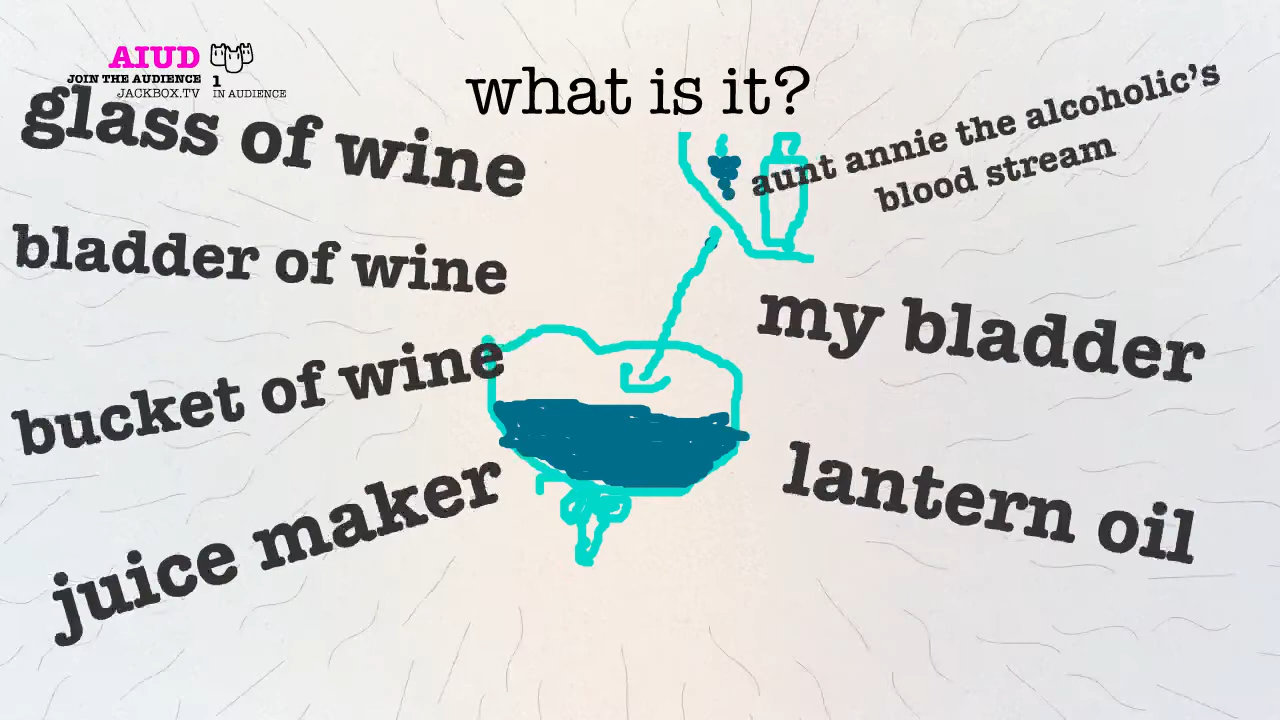 AIUD
JOIN THE AUDIENCE
JACKBOX.TV
1
IN AUDIENCE
what is it?
glass of wine
bladder of wine
bucket of wine
juice maker
aunt annie the alcoholic's
blood stream
my bladder
lantern oil